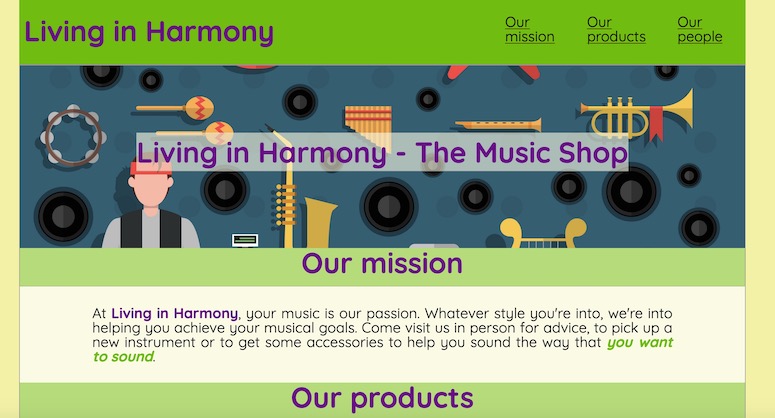 Living in Harmony
Our
mission
Our
products
Our
people
Living in Harmony - The Music Shop
Our mission
At Living in Harmony, your music is our passion. Whatever style you're into, we're into
helping you achieve your musical goals. Come visit us in person for advice, to pick up a
new instrument or to get some accessories to help you sound the way that you want
to sound.
Our products